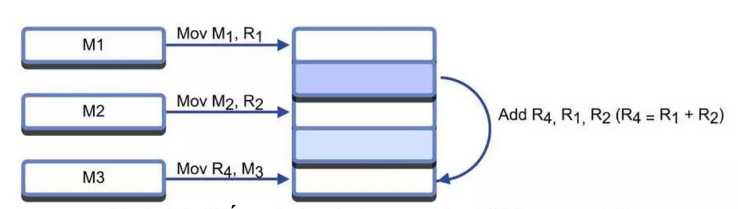 M1
Mov M₁, R₁
M2
Mov M₂, R₂
Add R₄, R₁, R₂ (R₄ = R₁ + R₂)
M3
Mov R₄, M₃